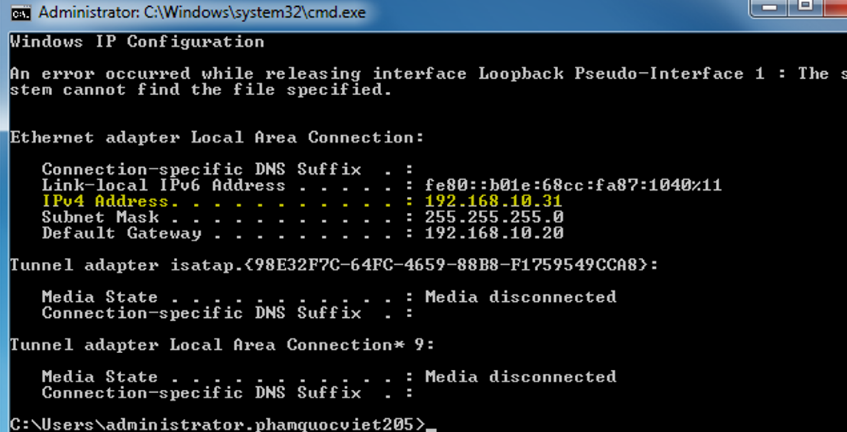 Administrator: C:\Windows\system32\cmd.exe
Windows IP Configuration
An error occurred while releasing interface Loopback Pseudo-Interface 1 : The s
stem cannot find the file specified.
Ethernet adapter Local Area Connection:
Connection-specific DNS Suffix . :
Link-local IPv6 Address . . . . . : fe80::b01e:68cc:fa87:1040%11
IPv4 Address. . . . . . . . . . . : 192.168.10.31
Subnet Mask . . . . . . . . . . . : 255.255.255.0
Default Gateway . . . . . . . . . : 192.168.10.20
Tunnel adapter isatap.{98E32F7C-64FC-4659-88B8-F1759549CCA8}:
Media State . . . . . . . . . . . : Media disconnected
Connection-specific DNS Suffix . :
Tunnel adapter Local Area Connection* 9:
Media State . . . . . . . . . . . : Media disconnected
Connection-specific DNS Suffix . :
C:\Users\administrator.phamquocviet205>_